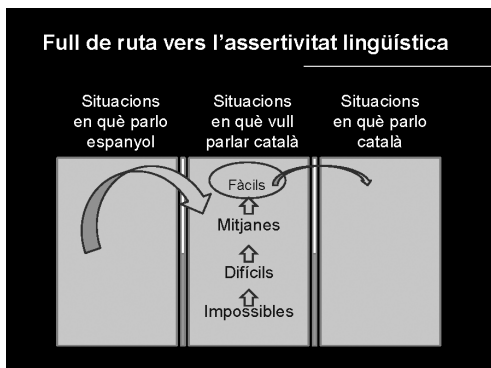 Full de ruta vers l'assertivitat lingüística
Situacions
en què parlo
espanyol
Situacions
en què vull
parlar català
Situacions
en què parlo
català
Fàcils
Mitjanes
Difícils
Impossibles